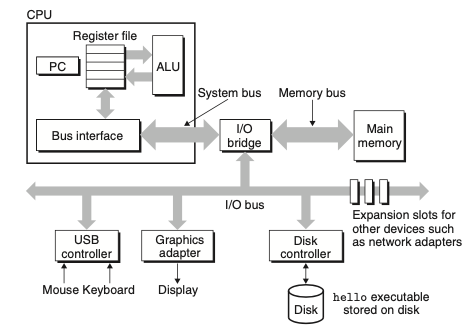 CPU
Register file
PC
ALU
System bus
Memory bus
Bus interface
I/O
bridge
Main
memory
I/O bus
Expansion slots for
other devices such
as network adapters
USB
controller
Graphics
adapter
Disk
controller
Mouse Keyboard
Display
Disk
hello executable
stored on disk